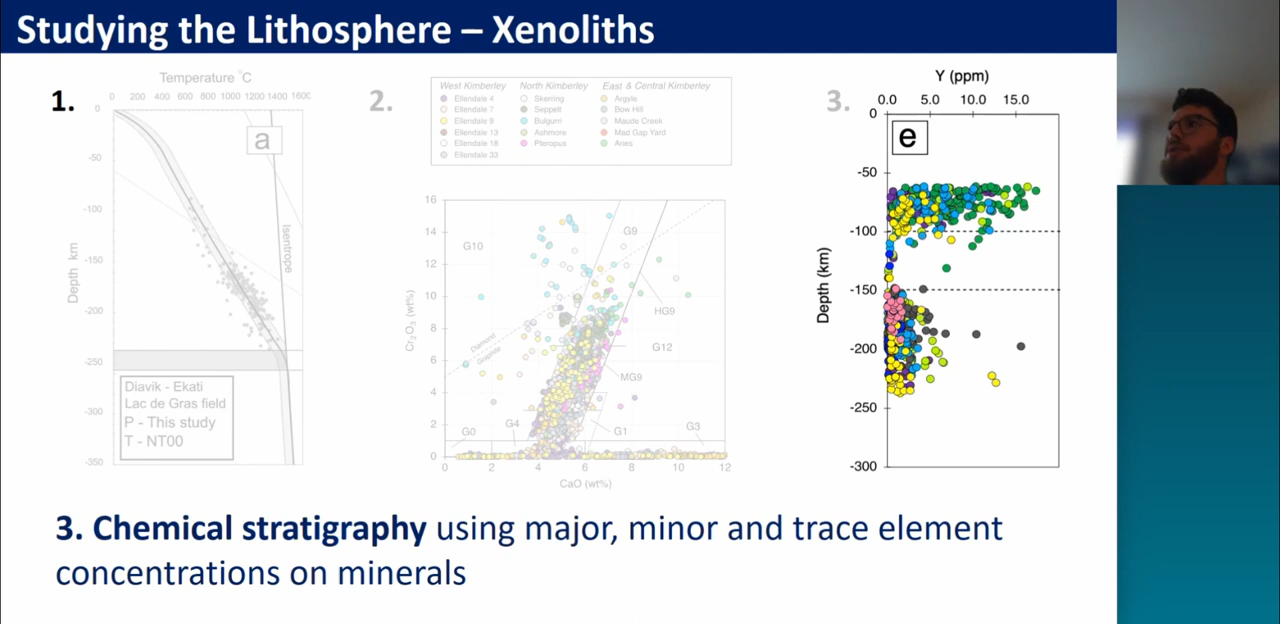 Studying the Lithosphere – Xenoliths
1.
Temperature °C
0 200 400 600 800 1000 1200 1400 1600
0
-50
-100
-150
-200
-250
-300
-350
Depth km
a
Isentrope
Diavik - Ekati
Lac de Gras field
P - This study
T - NT00
2.
West Kimberley North Kimberley East & Central Kimberley
Ellendale 4 Skerring Argyle
Ellendale 7 Seppelt Bow Hill
Ellendale 9 Bulgurri Maude Creek
Ellendale 13 Ashmore Mad Gap Yard
Ellendale 18 Pteropus Aries
Ellendale 33
16
14
12
10
8
6
4
2
0
Cr2O3 (wt%)
G10
G9
HG9
G12
MG9
Diamond
Graphite
G0
G4
G1
G3
0 2 4 6 8 10 12
CaO (wt%)
3.
Y (ppm)
0.0 5.0 10.0 15.0
0
-50
-100
-150
-200
-250
-300
Depth (km)
e
3. Chemical stratigraphy using major, minor and trace element
concentrations on minerals